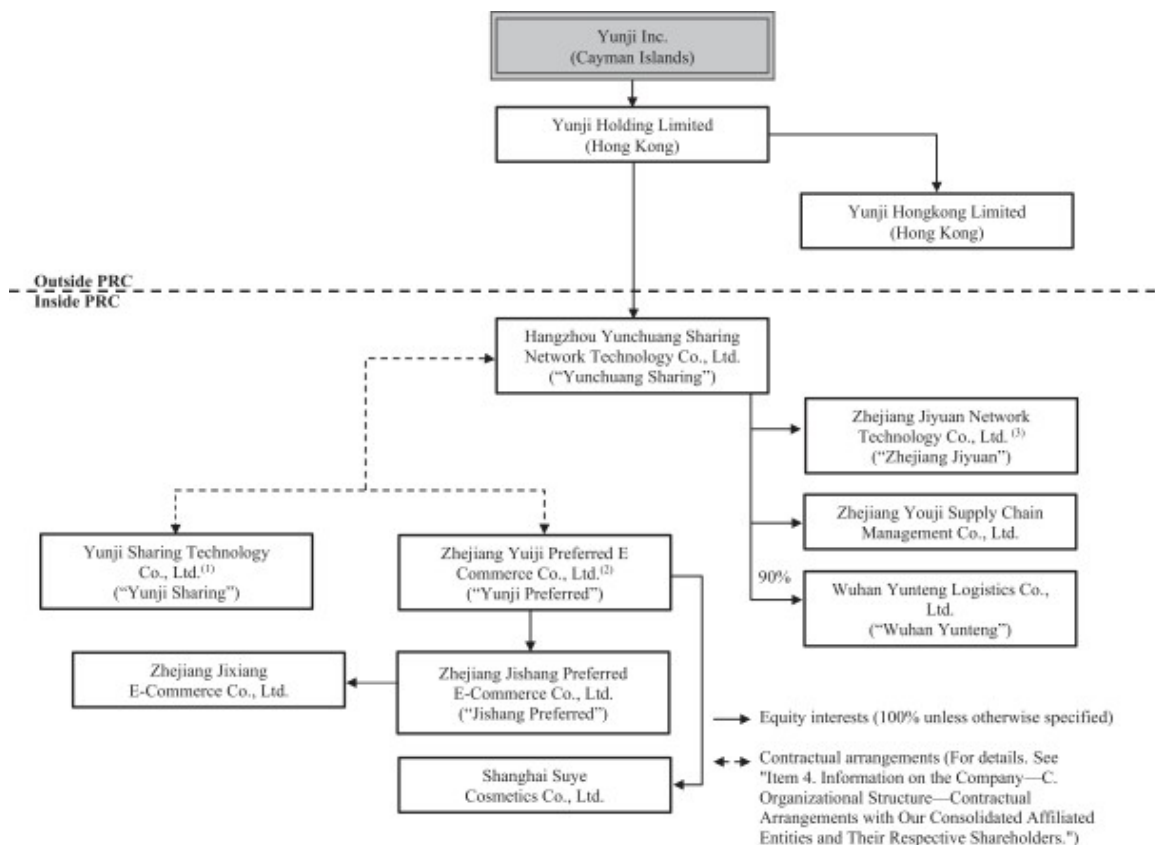 Yunji Inc.
(Cayman Islands)
Yunji Holding Limited
(Hong Kong)
Yunji Hongkong Limited
(Hong Kong)
Outside PRC
Inside PRC
Hangzhou Yunchuang Sharing
Network Technology Co., Ltd.
(“Yunchuang Sharing”)
Zhejiang Jiyuan Network
Technology Co., Ltd. (3)
(“Zhejiang Jiyuan”)
Zhejiang Youji Supply Chain
Management Co., Ltd.
90%
Wuhan Yunteng Logistics Co.,
Ltd.
(“Wuhan Yunteng”)
Yunji Sharing Technology
Co., Ltd.(1)
(“Yunji Sharing”)
Zhejiang Yuiji Preferred E
Commerce Co., Ltd.(2)
(“Yunji Preferred”)
Zhejiang Jixiang
E-Commerce Co., Ltd.
Zhejiang Jishang Preferred
E-Commerce Co., Ltd.
(“Jishang Preferred”)
Shanghai Suye
Cosmetics Co., Ltd.
Equity interests (100% unless otherwise specified)
Contractual arrangements (For details. See
"Item 4. Information on the Company—C.
Organizational Structure—Contractual
Arrangements with Our Consolidated Affiliated
Entities and Their Respective Shareholders.")